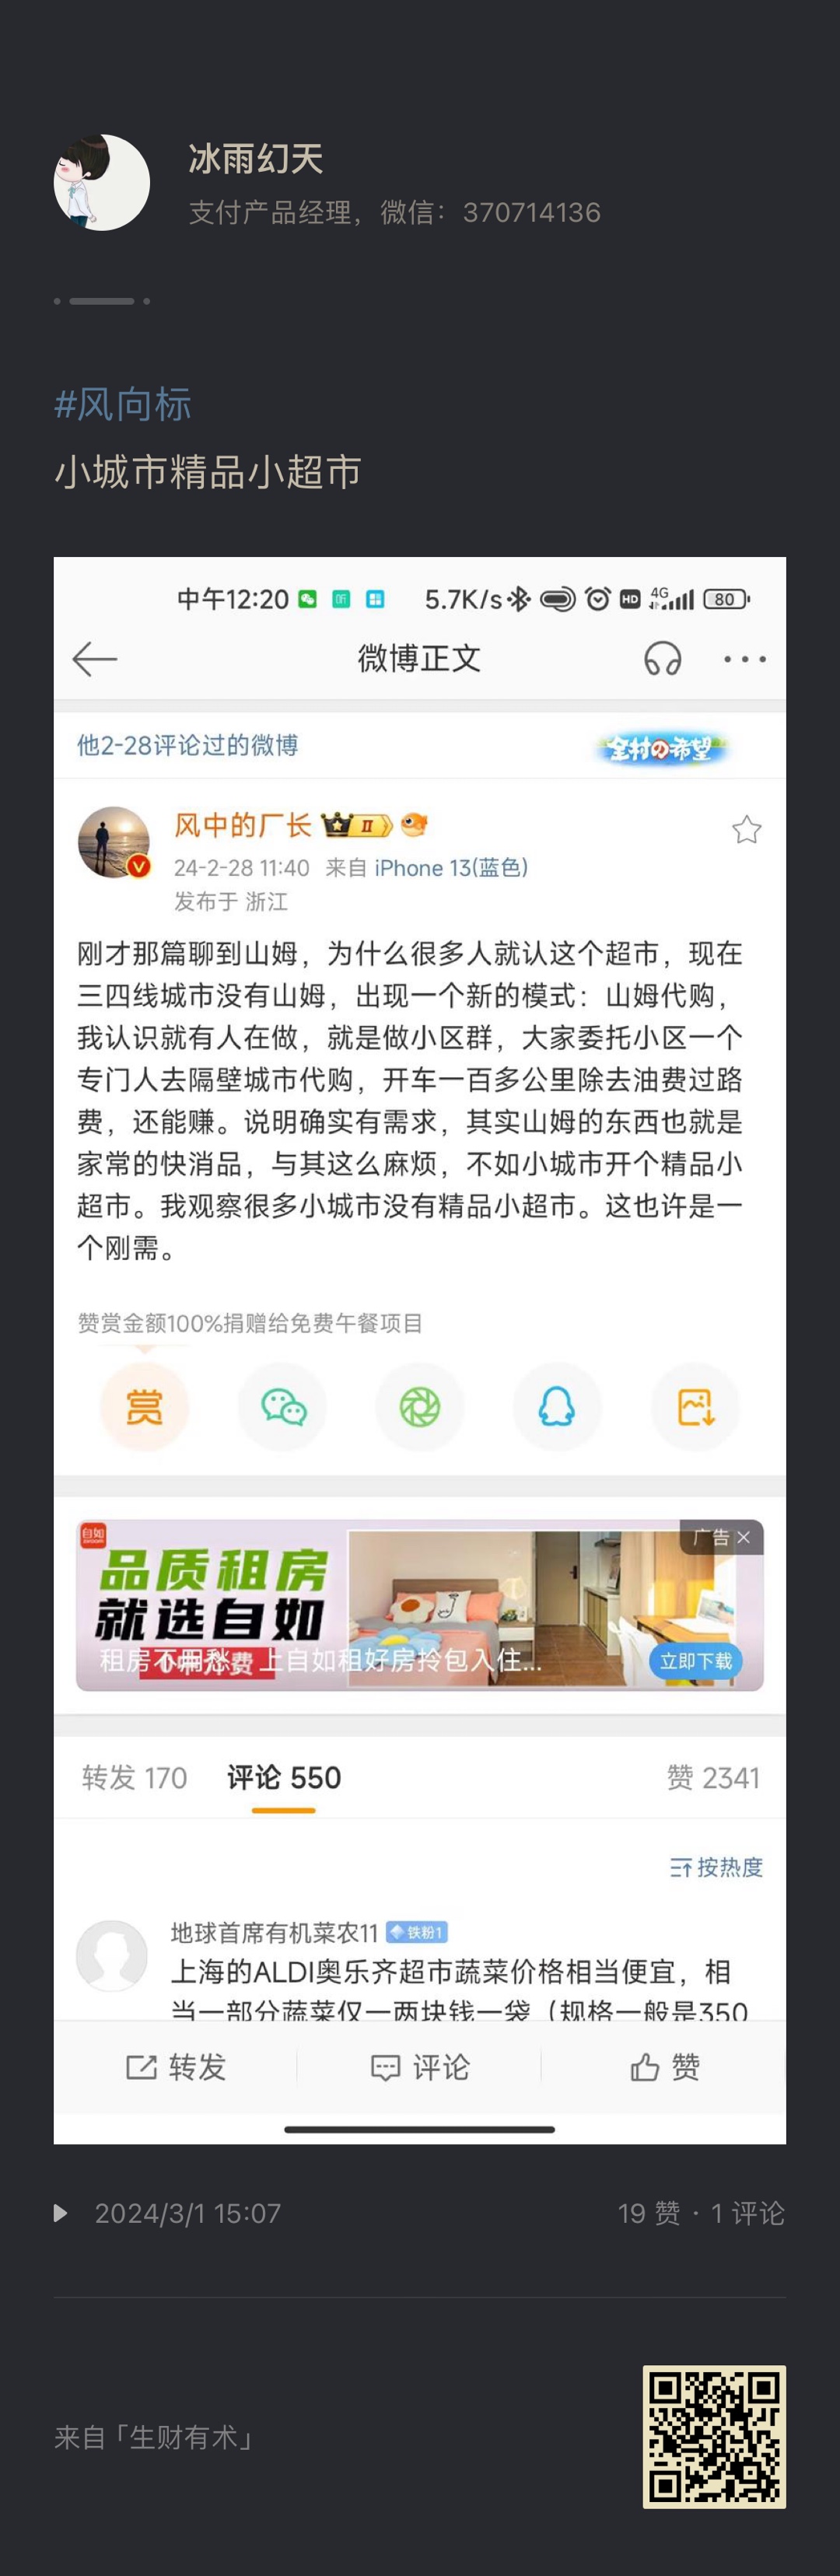 冰雨幻天
支付产品经理，微信：370714136
#风向标
小城市精品小超市
中午12:20 听 5.7K/s HD 4G 80
微博正文
他2-28评论过的微博 全村の希望
风中的厂长 II
24-2-28 11:40 来自 iPhone 13(蓝色)
发布于 浙江
刚才那篇聊到山姆，为什么很多人就认这个超市，现在
三四线城市没有山姆，出现一个新的模式：山姆代购，
我认识就有人在做，就是做小区群，大家委托小区一个
专门人去隔壁城市代购，开车一百多公里除去油费过路
费，还能赚。说明确实有需求，其实山姆的东西也就是
家常的快消品，与其这么麻烦，不如小城市开个精品小
超市。我观察很多小城市没有精品小超市。这也许是一
个刚需。
赞赏金额100%捐赠给免费午餐项目
赏
自如
ziroom
广告
品质租房
就选自如
租房不用愁，上自如租好房拎包入住...
立即下载
转发 170 评论 550 赞 2341
按热度
地球首席有机菜农11 铁粉1
上海的ALDI奥乐齐超市蔬菜价格相当便宜，相
当一部分蔬菜仅一两块钱一袋（规格一般是350
转发 评论 赞
2024/3/1 15:07 19 赞 · 1 评论
来自「生财有术」